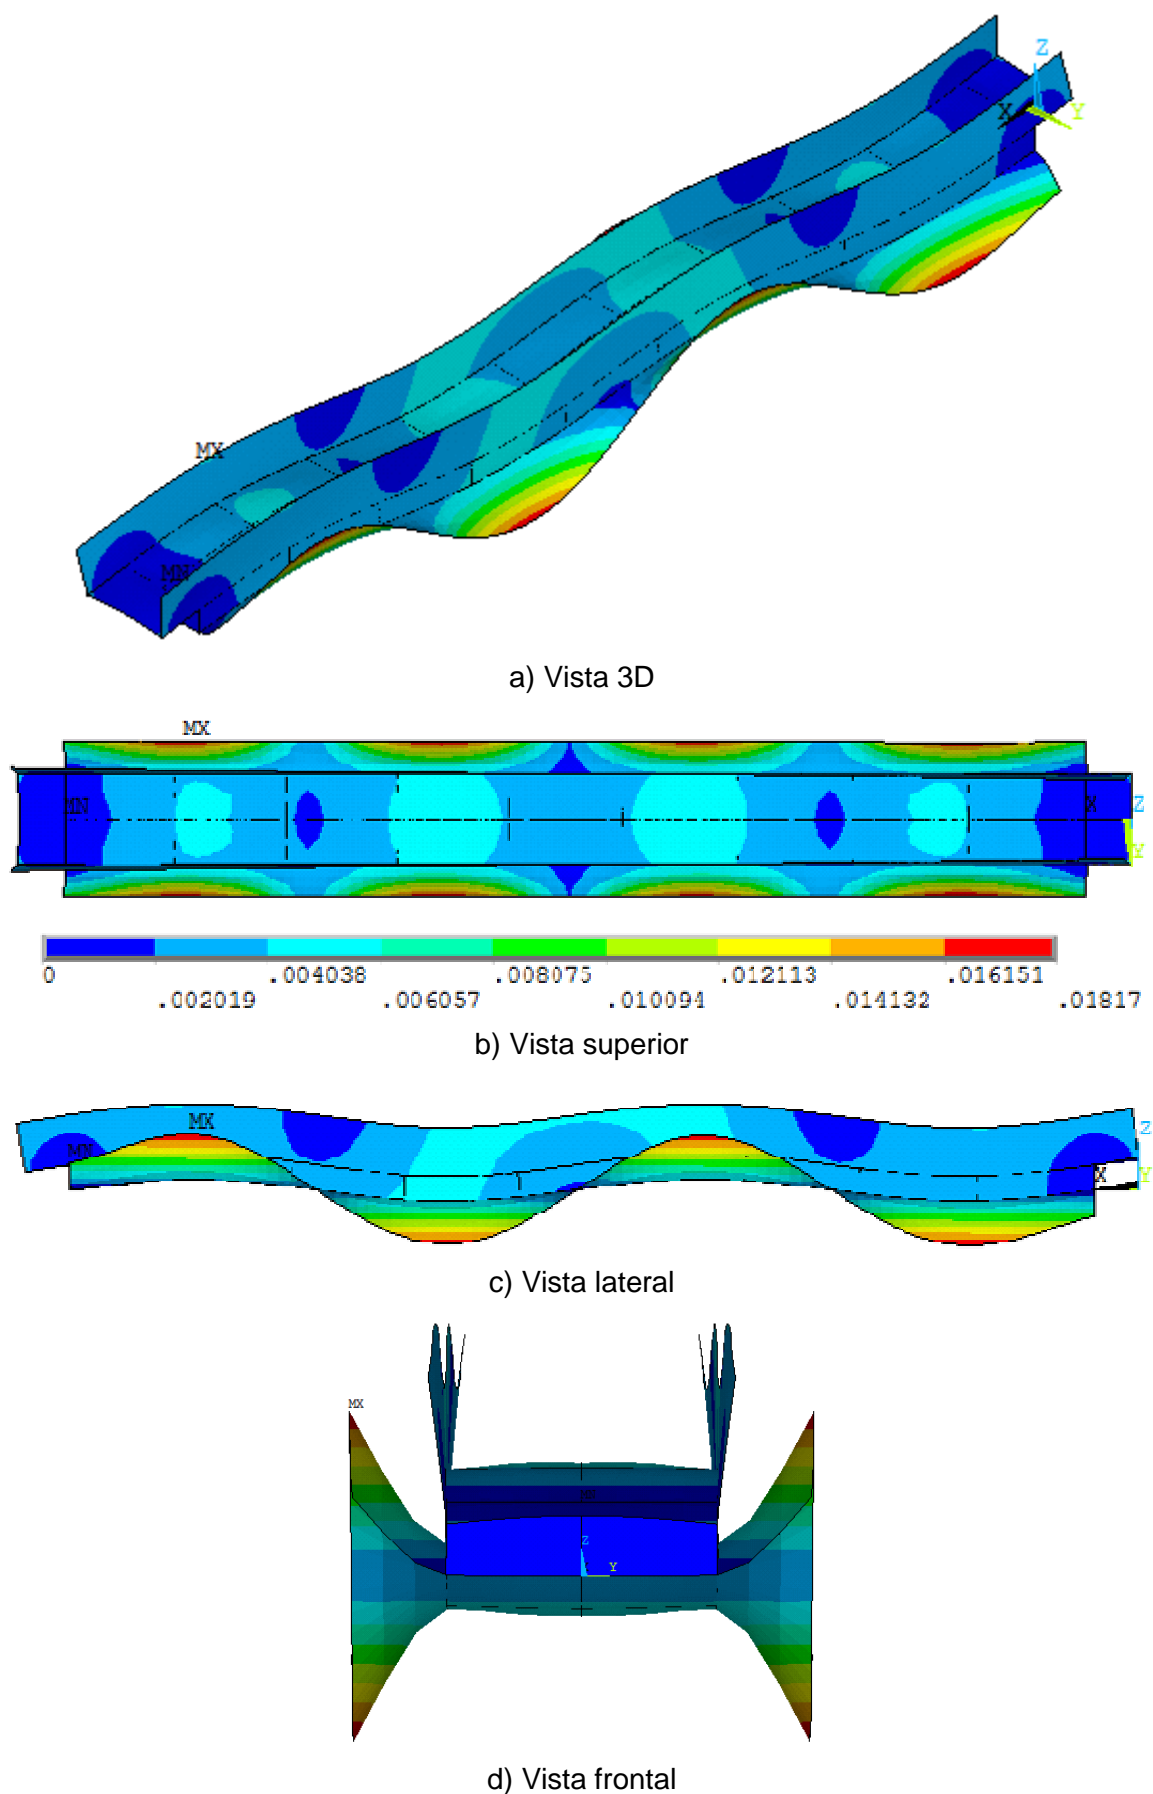 Z
X Y
MX
MN
a) Vista 3D
MX
MN X Z
Y
0 .004038 .008075 .012113 .016151
.002019 .006057 .010094 .014132 .01817
b) Vista superior
MX Z
MN X Y
c) Vista lateral
MX
Z
Y
d) Vista frontal